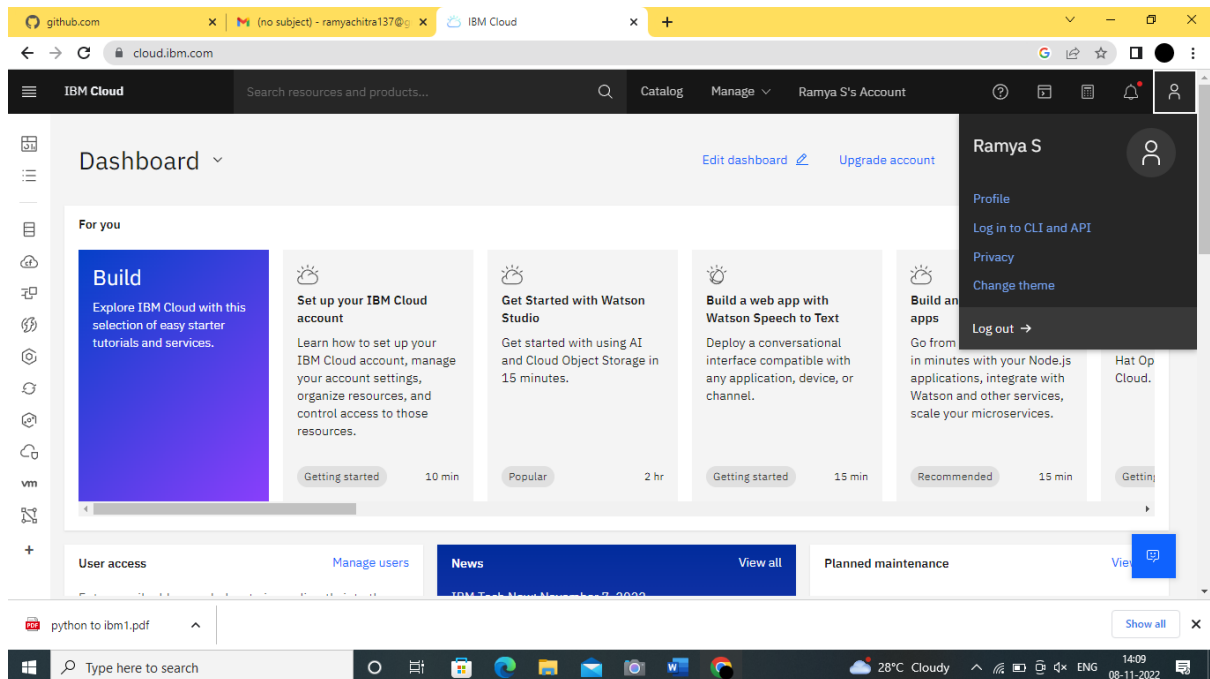 github.com
(no subject) - ramyachitra137@g
IBM Cloud
cloud.ibm.com
IBM Cloud
Search resources and products...
Catalog
Manage
Ramya S's Account
Dashboard
Edit dashboard
Upgrade account
Ramya S
Profile
Log in to CLI and API
Privacy
Change theme
Log out →
For you
Build
Explore IBM Cloud with this
selection of easy starter
tutorials and services.
Set up your IBM Cloud
account
Learn how to set up your
IBM Cloud account, manage
your account settings,
organize resources, and
control access to those
resources.
Getting started 10 min
Get Started with Watson
Studio
Get started with using AI
and Cloud Object Storage in
15 minutes.
Popular 2 hr
Build a web app with
Watson Speech to Text
Deploy a conversational
interface compatible with
any application, device, or
channel.
Getting started 15 min
Build an
apps
Go from
in minutes with your Node.js
applications, integrate with
Watson and other services,
scale your microservices.
Recommended 15 min
Hat Op
Cloud.
Getting
vm
User access
Manage users
News
View all
IBM Tech Now: November 7, 2022
Planned maintenance
Vie
PDF
python to ibm1.pdf
Show all
Type here to search
28°C Cloudy
ENG
14:09
08-11-2022